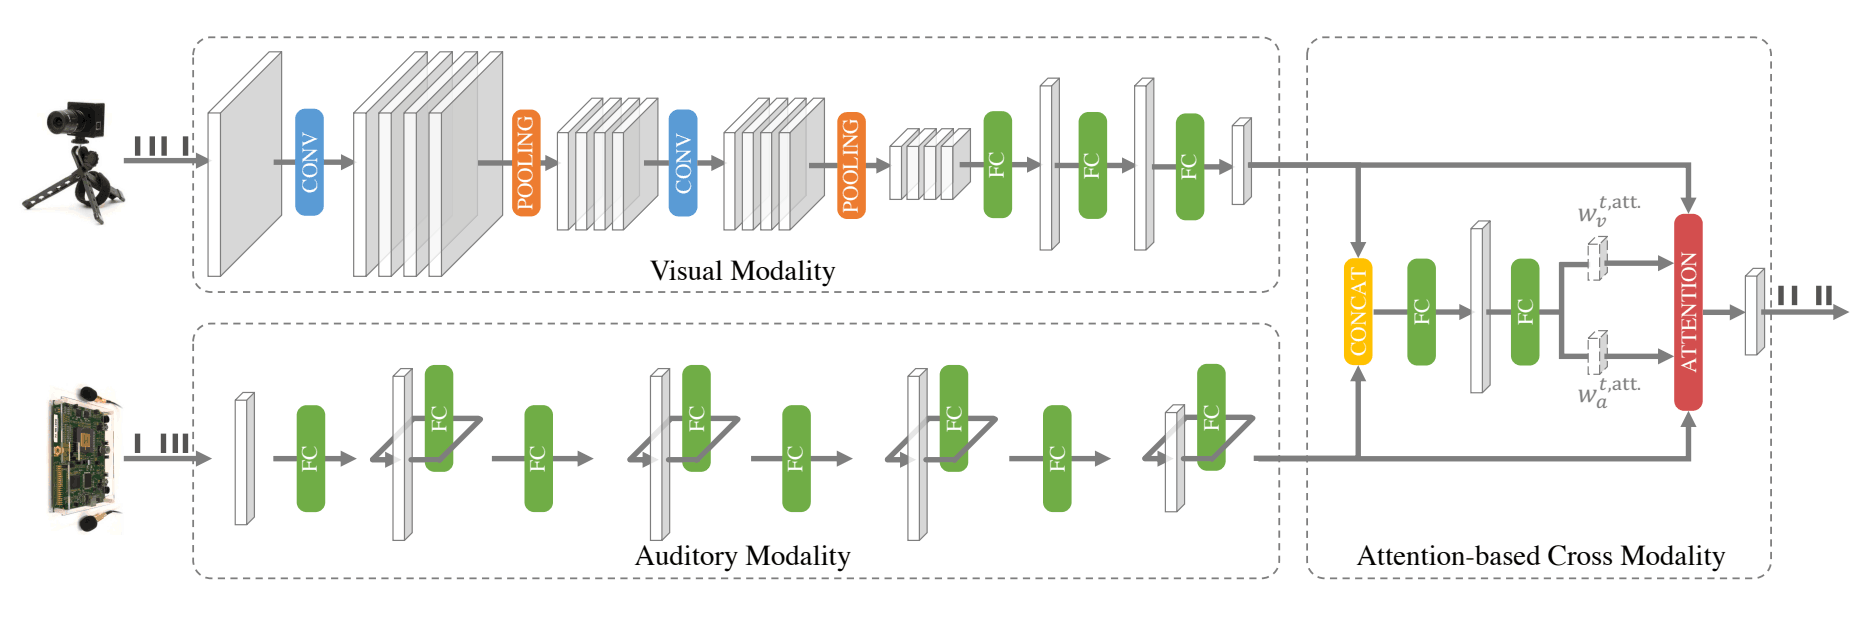 CONV
POOLING
CONV
POOLING
FC
FC
FC
Visual Modality
FC
FC
FC
FC
FC
FC
FC
FC
Auditory Modality
CONCAT
FC
FC
w_v^{t,att.}
w_a^{t,att.}
ATTENTION
Attention-based Cross Modality